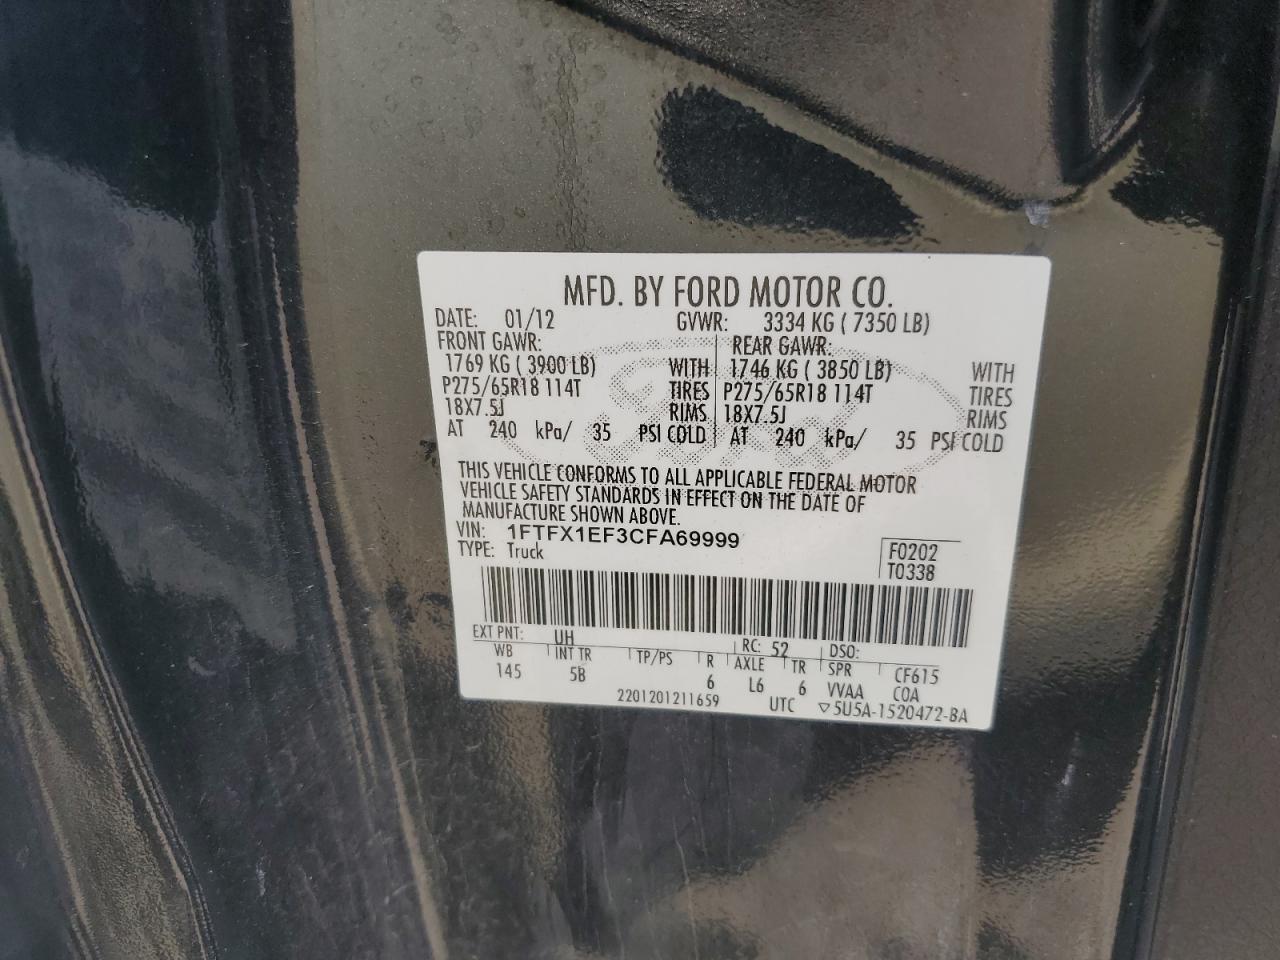 MFD. BY FORD MOTOR CO.
DATE: 01/12 GVWR: 3334 KG ( 7350 LB)
FRONT GAWR: REAR GAWR:
1769 KG ( 3900 LB) WITH 1746 KG ( 3850 LB) WITH
P275/65R18 114T TIRES P275/65R18 114T TIRES
18X7.5J RIMS 18X7.5J RIMS
AT 240 kPa/ 35 PSI COLD AT 240 kPa/ 35 PSI COLD
THIS VEHICLE CONFORMS TO ALL APPLICABLE FEDERAL MOTOR
VEHICLE SAFETY STANDARDS IN EFFECT ON THE DATE OF
MANUFACTURE SHOWN ABOVE.
VIN: 1FTFX1EF3CFA69999
TYPE: Truck
F0202
T0338
EXT PNT: UH RC: 52 DSO:
WB INT TR TP/PS R AXLE TR SPR CF615
145 5B 6 L6 6 VVAA COA
2201201211659 UTC ▽5U5A-1520472-BA